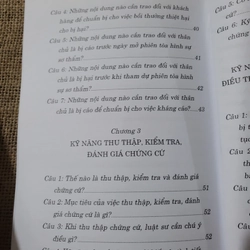 Câu 4: Những nội dung nào cần trao đổi với khách
hàng để chuẩn bị cho việc bồi thường thiệt hại
cho bị hại?......40
Câu 5: Những nội dung nào cần trao đổi với thân
chủ là bị cáo trước ngày mở phiên tòa hình sự
sơ thẩm?......41
Câu 6: Những nội dung nào cần trao đổi với thân
chủ là bị hại trước khi tham dự phiên tòa hình
sự sơ thẩm?......42
Câu 7: Những nội dung nào cần trao đổi với thân
chủ là bị cáo để chuẩn bị cho việc kháng cáo?......43
Chương 3
KỸ NĂNG THU THẬP, KIỂM TRA,
ĐÁNH GIÁ CHỨNG CỨ
Câu 1: Thế nào là thu thập, kiểm tra và đánh giá
chứng cứ?......52
Câu 2: Mục tiêu của việc thu thập, kiểm tra, đánh
giá chứng cứ là gì?......52
Câu 3: Khi thu thập chứng cứ, luật sư cần chú ý
điều gì?
KỸ N